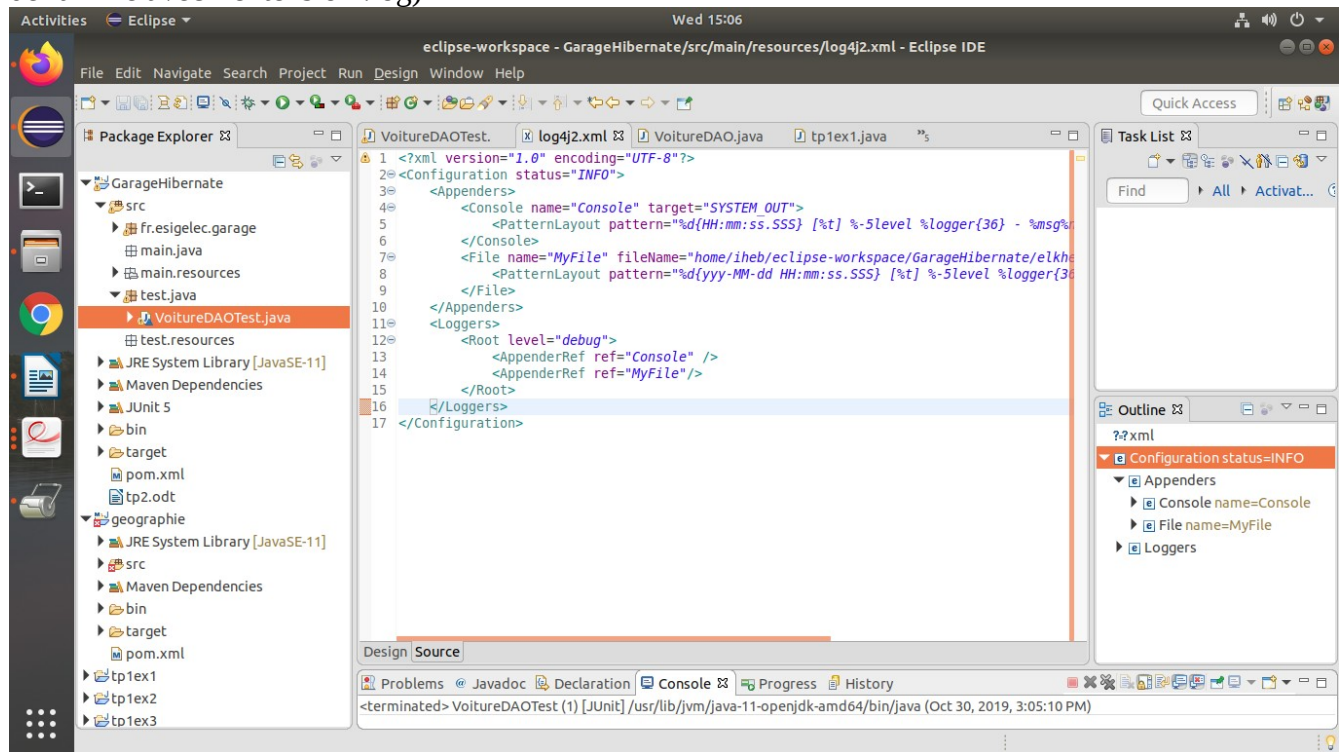 Activities Eclipse Wed 15:06
eclipse-workspace - GarageHibernate/src/main/resources/log4j2.xml - Eclipse IDE
File Edit Navigate Search Project Run Design Window Help
Quick Access
Package Explorer
GarageHibernate
src
fr.esigelec.garage
main.java
main.resources
test.java
VoitureDAOTest.java
test.resources
JRE System Library [JavaSE-11]
Maven Dependencies
JUnit 5
bin
target
pom.xml
tp2.odt
geographie
JRE System Library [JavaSE-11]
src
Maven Dependencies
bin
target
pom.xml
tp1ex1
tp1ex2
tp1ex3
VoitureDAOTest. log4j2.xml VoitureDAO.java tp1ex1.java "5
1 <?xml version="1.0" encoding="UTF-8"?>
2 <Configuration status="INFO">
3 <Appenders>
4 <Console name="Console" target="SYSTEM_OUT">
5 <PatternLayout pattern="%d{HH:mm:ss.SSS} [%t] %-5level %logger{36} - %msg%n
6 </Console>
7 <File name="MyFile" fileName="home/iheb/eclipse-workspace/GarageHibernate/elkhe
8 <PatternLayout pattern="%d{yyy-MM-dd HH:mm:ss.SSS} [%t] %-5level %logger{36
9 </File>
10 </Appenders>
11 <Loggers>
12 <Root level="debug">
13 <AppenderRef ref="Console" />
14 <AppenderRef ref="MyFile"/>
15 </Root>
16 </Loggers>
17 </Configuration>
Design Source
Problems Javadoc Declaration Console Progress History
<terminated> VoitureDAOTest (1) [JUnit] /usr/lib/jvm/java-11-openjdk-amd64/bin/java (Oct 30, 2019, 3:05:10 PM)
Task List
Find All Activat...
Outline
xml
Configuration status=INFO
Appenders
Console name=Console
File name=MyFile
Loggers